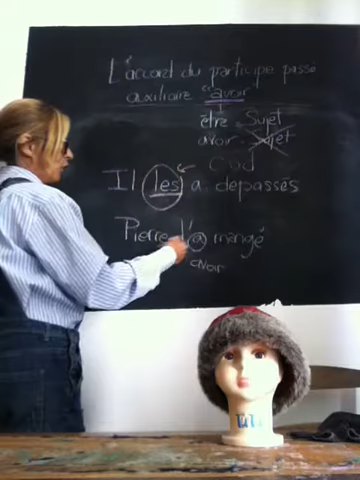 L'accord du participe passé
auxiliaire "avoir"
être = Sujet
avoir = Sujet
COD
Il les a dépassés
Pierre l'a mangé
avoir